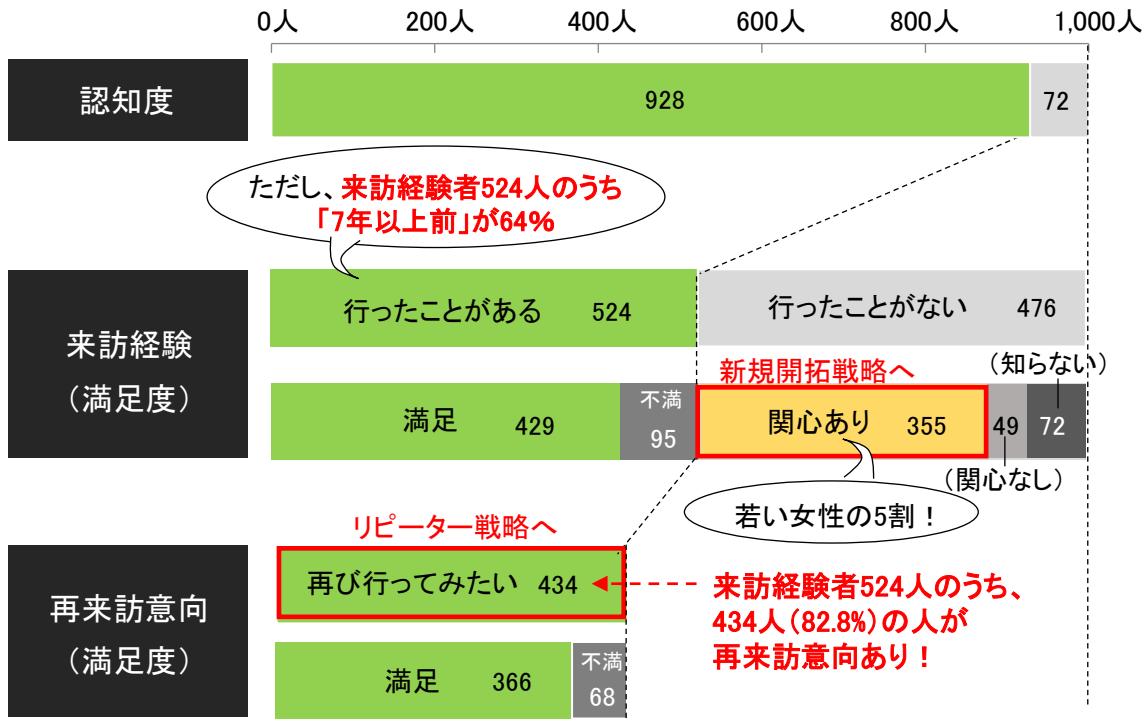 0人 200人 400人 600人 800人 1,000人
認知度
928 72
ただし、来訪経験者524人のうち
「7年以上前」が64%
来訪経験
（満足度）
行ったことがある 524 行ったことがない 476
新規開拓戦略へ (知らない)
満足 429 不満 95 関心あり 355 49 72
(関心なし)
若い女性の5割！
再来訪意向
（満足度）
リピーター戦略へ
再び行ってみたい 434
来訪経験者524人のうち、
434人(82.8%)の人が
再来訪意向あり！
満足 366 不満 68